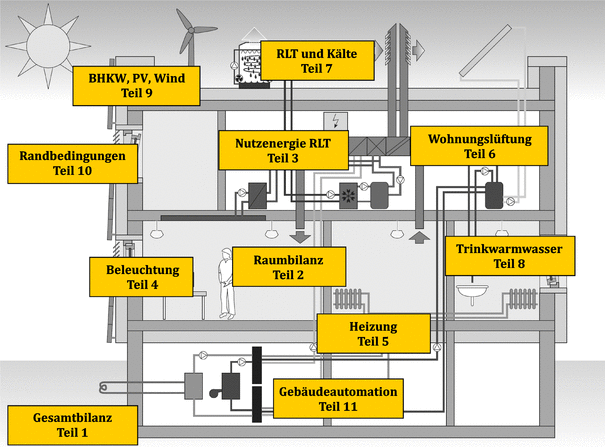 RLT und Kälte
Teil 7
BHKW, PV, Wind
Teil 9
Nutzenergie RLT
Teil 3
Wohnungslüftung
Teil 6
Randbedingungen
Teil 10
Beleuchtung
Teil 4
Raumbilanz
Teil 2
Trinkwarmwasser
Teil 8
Heizung
Teil 5
Gebäudeautomation
Teil 11
Gesamtbilanz
Teil 1